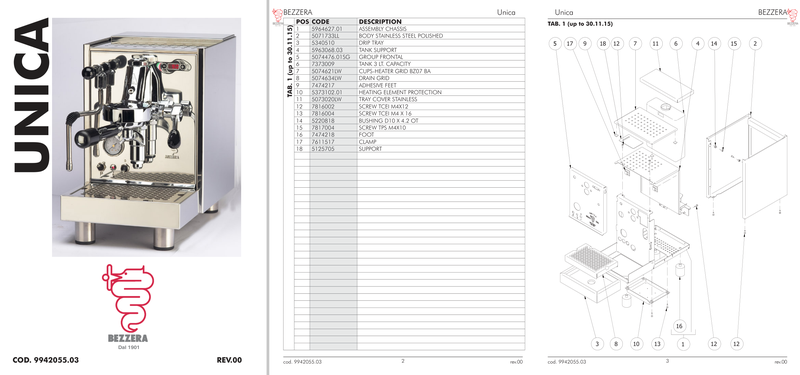 UNICA
BEZZERA
Dal 1901
COD. 9942055.03 REV.00
BEZZERA Unica
TAB. 1 (up to 30.11.15)
POS CODE DESCRIPTION
1 5964627.01 ASSEMBLY CHASSIS
2 5071733LL BODY STAINLESS STEEL POLISHED
3 5340510 DRIP TRAY
4 5963068.03 TANK SUPPORT
5 5074476.01SG GROUP FRONTAL
6 7373009 TANK 3 LT. CAPACITY
7 5074621LW CUPS-HEATER GRID BZ07 BA
8 5074634LW DRAIN GRID
9 7474217 ADHESIVE FEET
10 5373102.01 HEATING ELEMENT PROTECTION
11 5073020LW TRAY COVER STAINLESS
12 7816002 SCREW TCEI M4X12
13 7816004 SCREW TCEI M4 X 16
14 5220818 BUSHING D10 X 4.2 OT
15 7817004 SCREW TPS M4X10
16 7474218 FOOT
17 7611517 CLAMP
18 5125705 SUPPORT
cod. 9942055.03 2 rev.00
Unica BEZZERA
TAB. 1 (up to 30.11.15)
5 17 9 18 12 7 11 6 4 14 15 2
16
3 8 10 13 1 12 12
cod. 9942055.03 3 rev.00